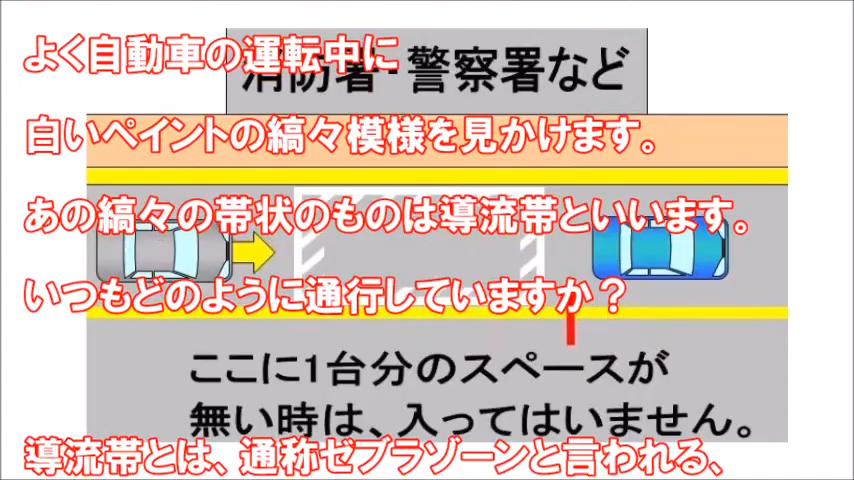 よく自動車の運転中に
消防署・警察署など
白いペイントの縞々模様を見かけます。
あの縞々の帯状のものは導流帯といいます。
いつもどのように通行していますか？
ここに1台分のスペースが
無い時は、入ってはいません。
導流帯とは、通称ゼブラゾーンと言われる、